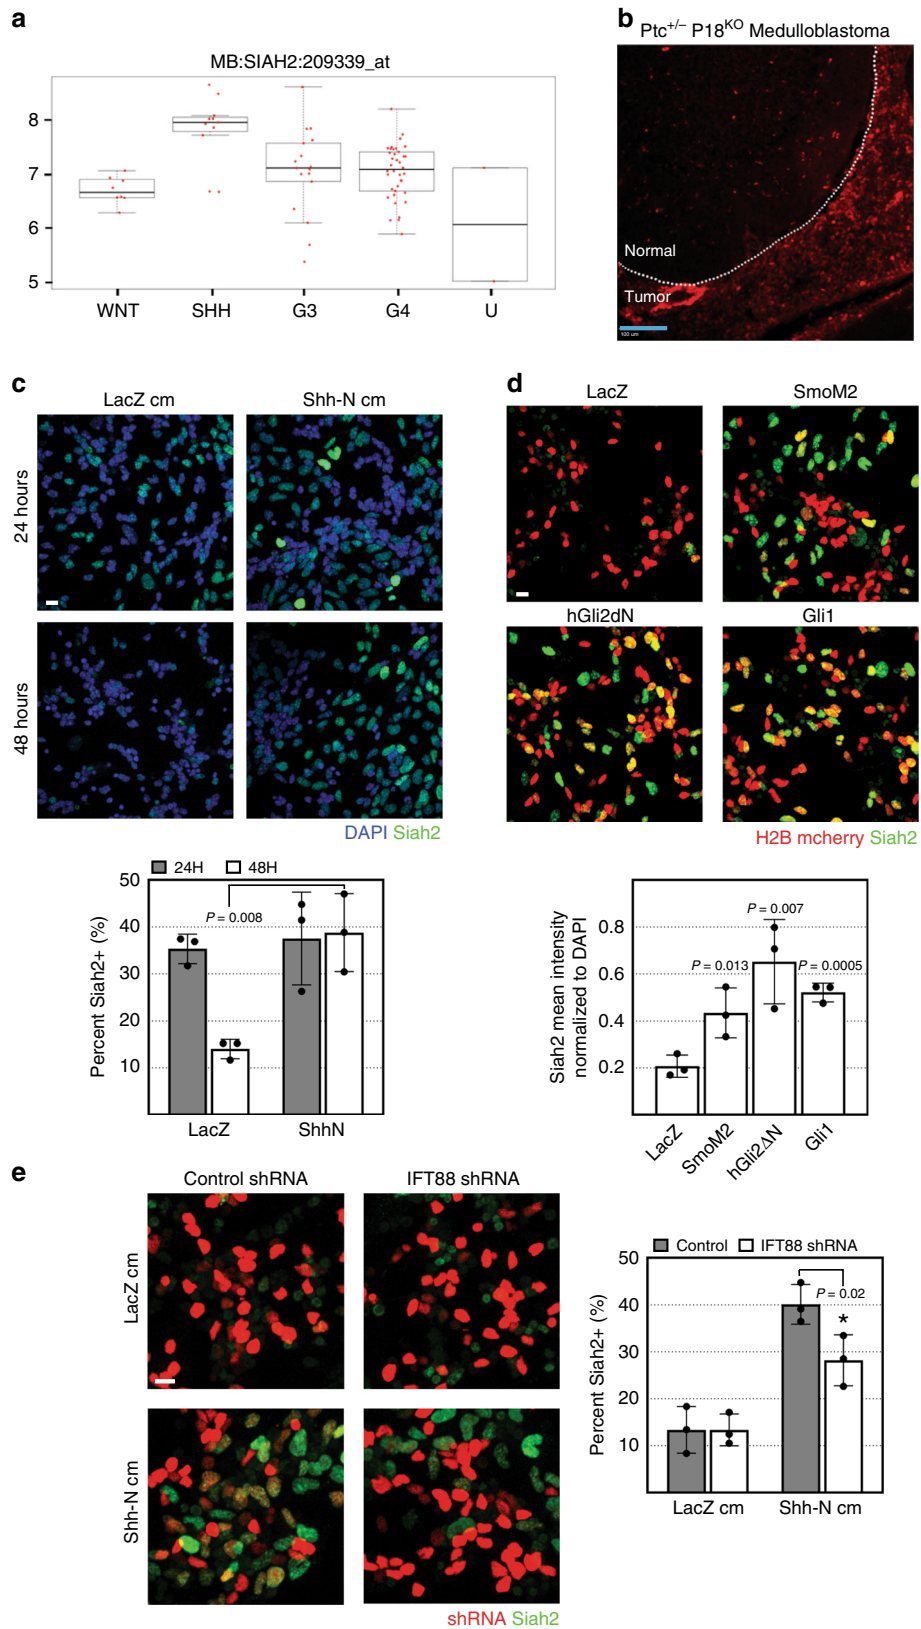 a
MB:SIAH2:209339_at
8
7
6
5
WNT SHH G3 G4 U
b
Ptc+/– P18KO Medulloblastoma
Normal
Tumor
100 um
c
LacZ cm Shh-N cm
24 hours
48 hours
DAPI Siah2
24H 48H
Percent Siah2+ (%)
50
40
30
20
10
P = 0.008
LacZ ShhN
d
LacZ SmoM2
hGli2dN Gli1
H2B mcherry Siah2
Siah2 mean intensity
normalized to DAPI
0.8
0.6
0.4
0.2
P = 0.007
P = 0.013 P = 0.0005
LacZ SmoM2 hGli2ΔN Gli1
e
Control shRNA IFT88 shRNA
LacZ cm
Shh-N cm
shRNA Siah2
Control IFT88 shRNA
Percent Siah2+ (%)
50
40
30
20
10
P = 0.02
*
LacZ cm Shh-N cm